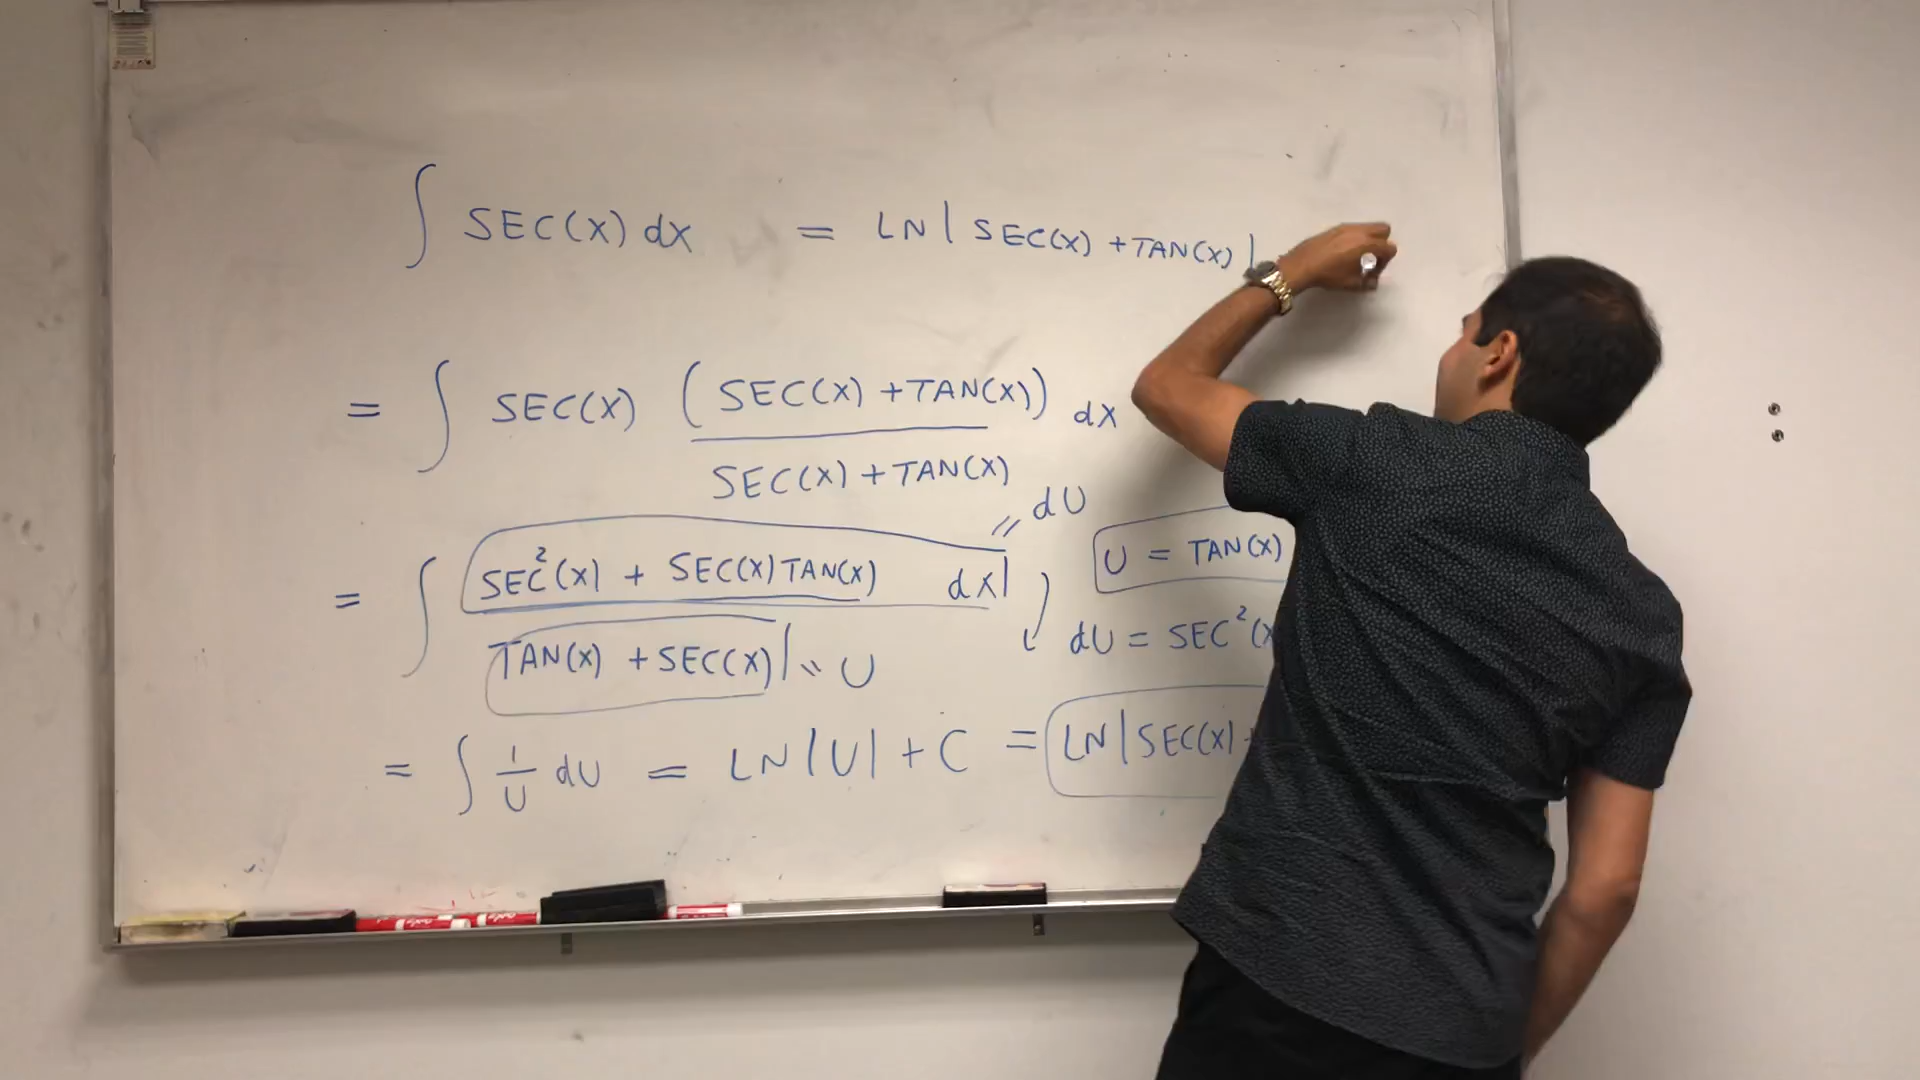 ∫ SEC(X) dX = LN | SEC(X) + TAN(X) |
= ∫ SEC(X) (SEC(X) + TAN(X)) dX
SEC(X) + TAN(X)
= dU
= ∫ SEC²(X) + SEC(X) TAN(X) dX
U = TAN(X)
TAN(X) + SEC(X) = U
dU = SEC²(X
= ∫ 1/U dU = LN |U| + C = LN | SEC(X) +